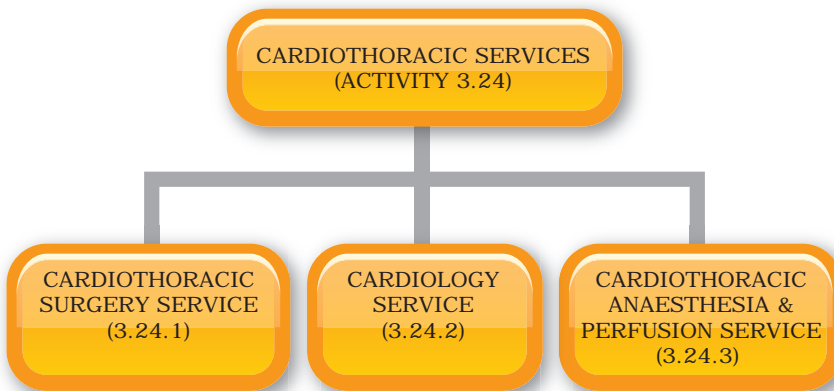 CARDIOTHORACIC SERVICES
(ACTIVITY 3.24)
CARDIOTHORACIC
SURGERY SERVICE
(3.24.1)
CARDIOLOGY
SERVICE
(3.24.2)
CARDIOTHORACIC
ANAESTHESIA &
PERFUSION SERVICE
(3.24.3)